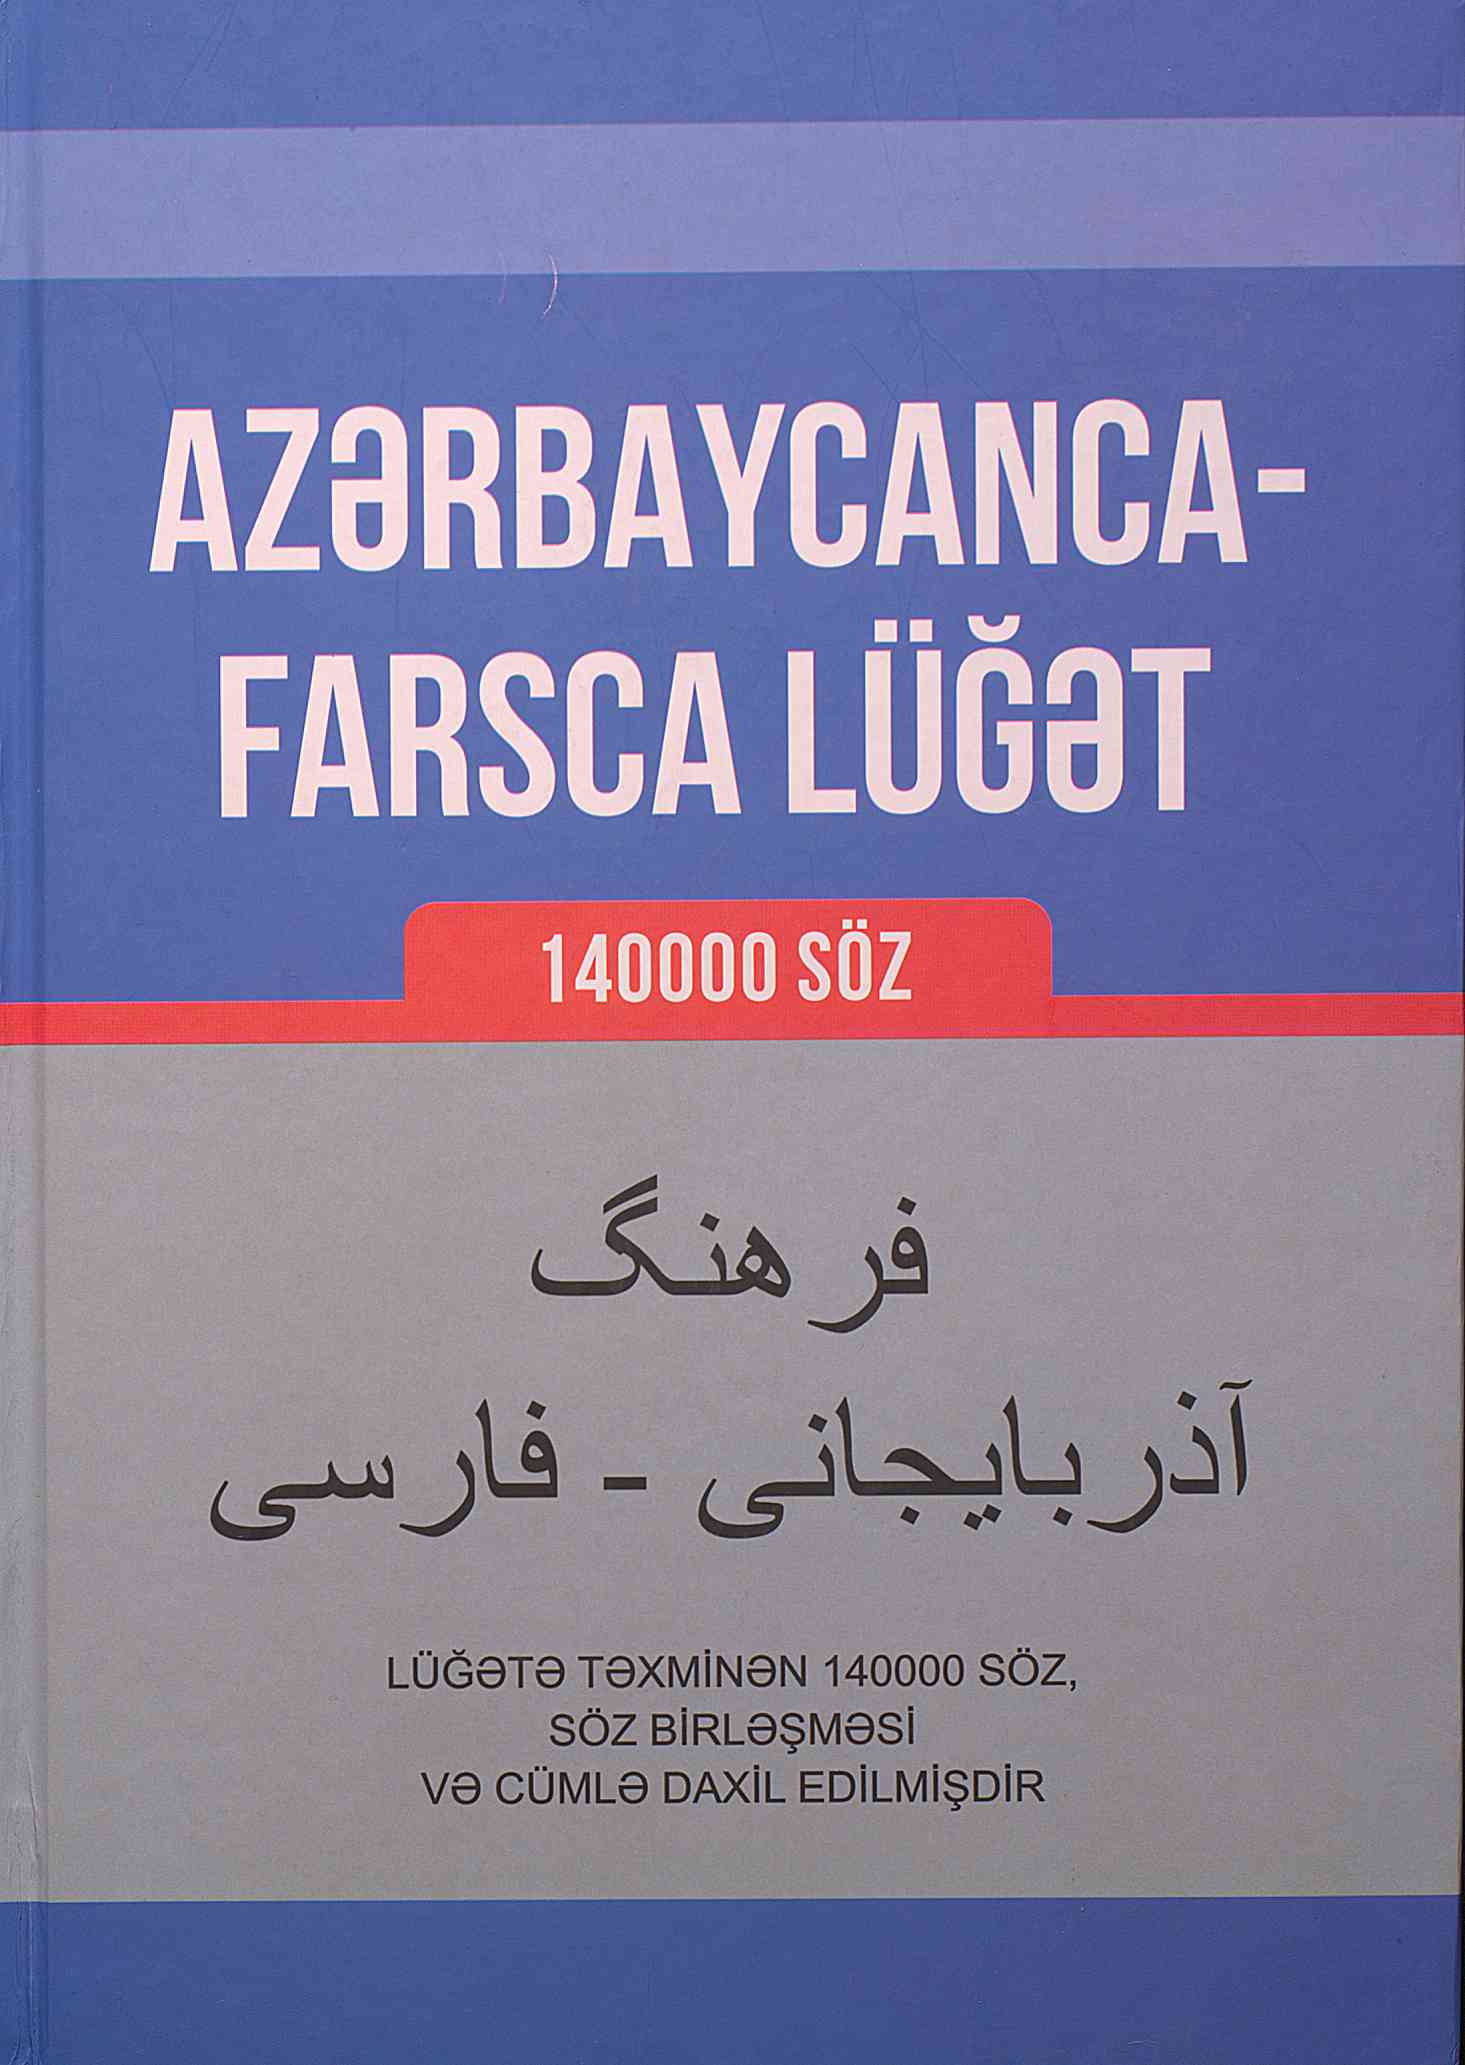 AZƏRBAYCANCA-
FARSCA LÜĞƏT
140000 SÖZ
فرهنگ
آذربایجانی - فارسی
LÜĞƏTƏ TƏXMİNƏN 140000 SÖZ,
SÖZ BİRLƏŞMƏSİ
VƏ CÜMLƏ DAXİL EDİLMİŞDİR